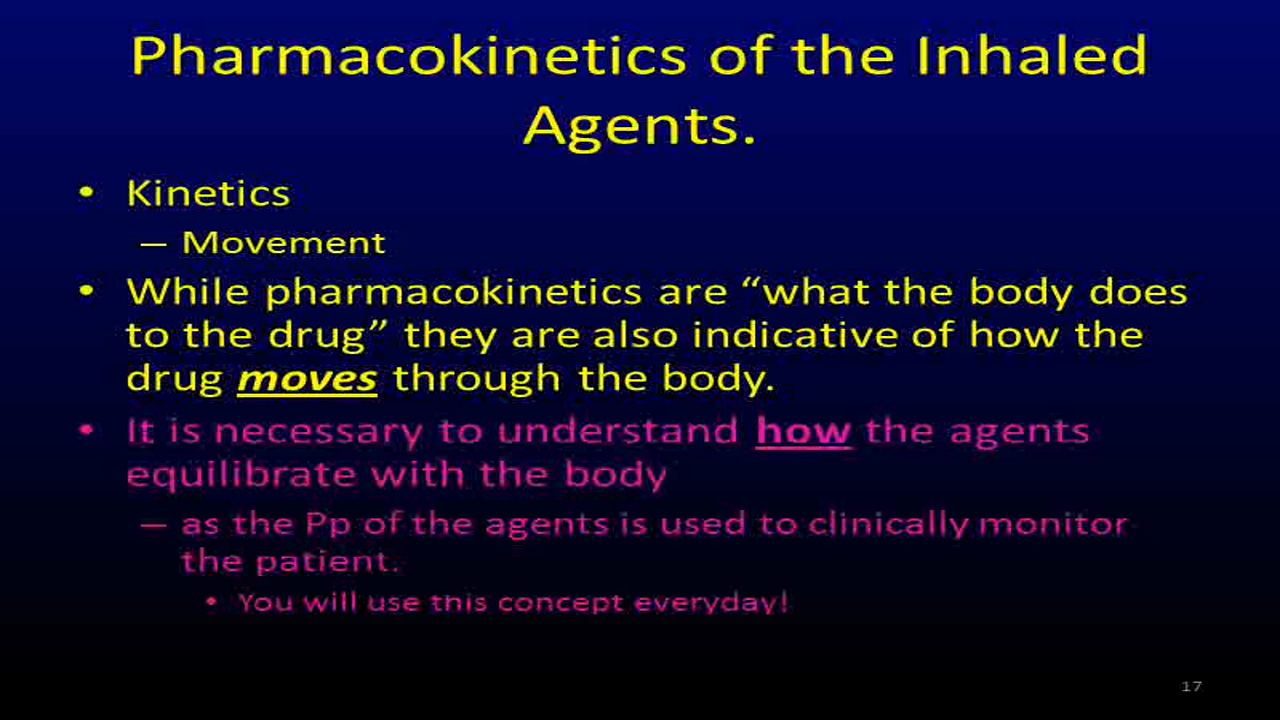 Pharmacokinetics of the Inhaled
Agents.
• Kinetics
– Movement
• While pharmacokinetics are “what the body does
to the drug” they are also indicative of how the
drug moves through the body.
• It is necessary to understand how the agents
equilibrate with the body
– as the Pp of the agents is used to clinically monitor
the patient.
• You will use this concept everyday!
17